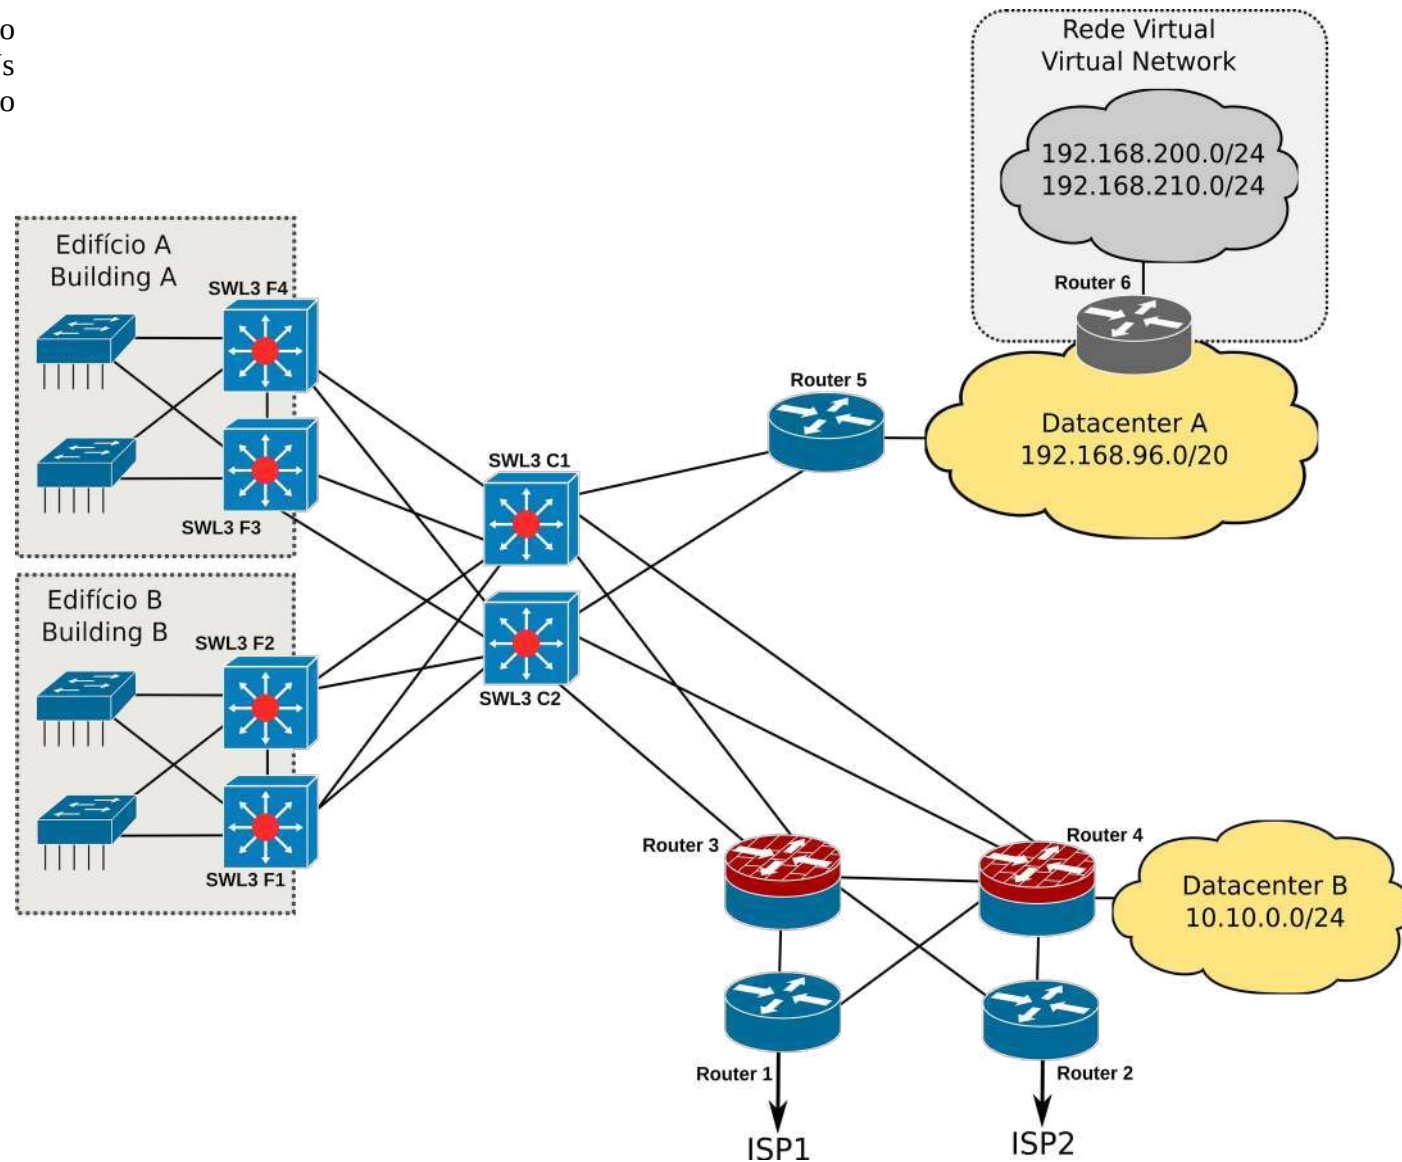 o
o
Rede Virtual
Virtual Network
192.168.200.0/24
192.168.210.0/24
Router 6
Edifício A
Building A
SWL3 F4
SWL3 F3
Router 5
Datacenter A
192.168.96.0/20
SWL3 C1
SWL3 C2
Edifício B
Building B
SWL3 F2
SWL3 F1
Router 3
Router 4
Datacenter B
10.10.0.0/24
Router 1
Router 2
ISP1
ISP2